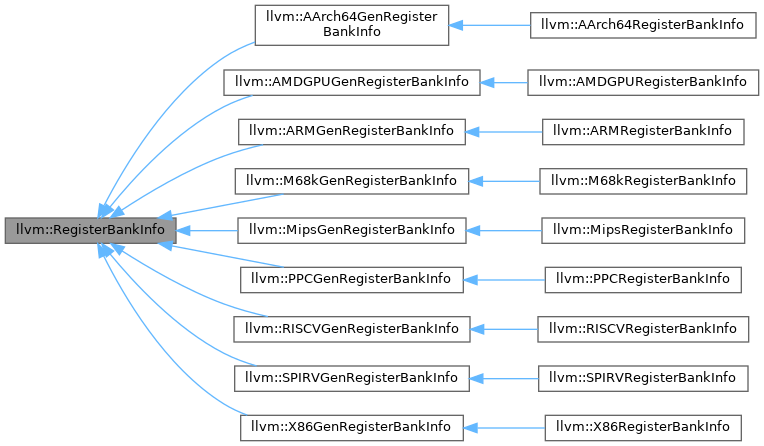 llvm::AArch64GenRegister
BankInfo
llvm::AArch64RegisterBankInfo
llvm::AMDGPUGenRegisterBankInfo
llvm::AMDGPURegisterBankInfo
llvm::ARMGenRegisterBankInfo
llvm::ARMRegisterBankInfo
llvm::M68kGenRegisterBankInfo
llvm::M68kRegisterBankInfo
llvm::RegisterBankInfo
llvm::MipsGenRegisterBankInfo
llvm::MipsRegisterBankInfo
llvm::PPCGenRegisterBankInfo
llvm::PPCRegisterBankInfo
llvm::RISCVGenRegisterBankInfo
llvm::RISCVRegisterBankInfo
llvm::SPIRVGenRegisterBankInfo
llvm::SPIRVRegisterBankInfo
llvm::X86GenRegisterBankInfo
llvm::X86RegisterBankInfo